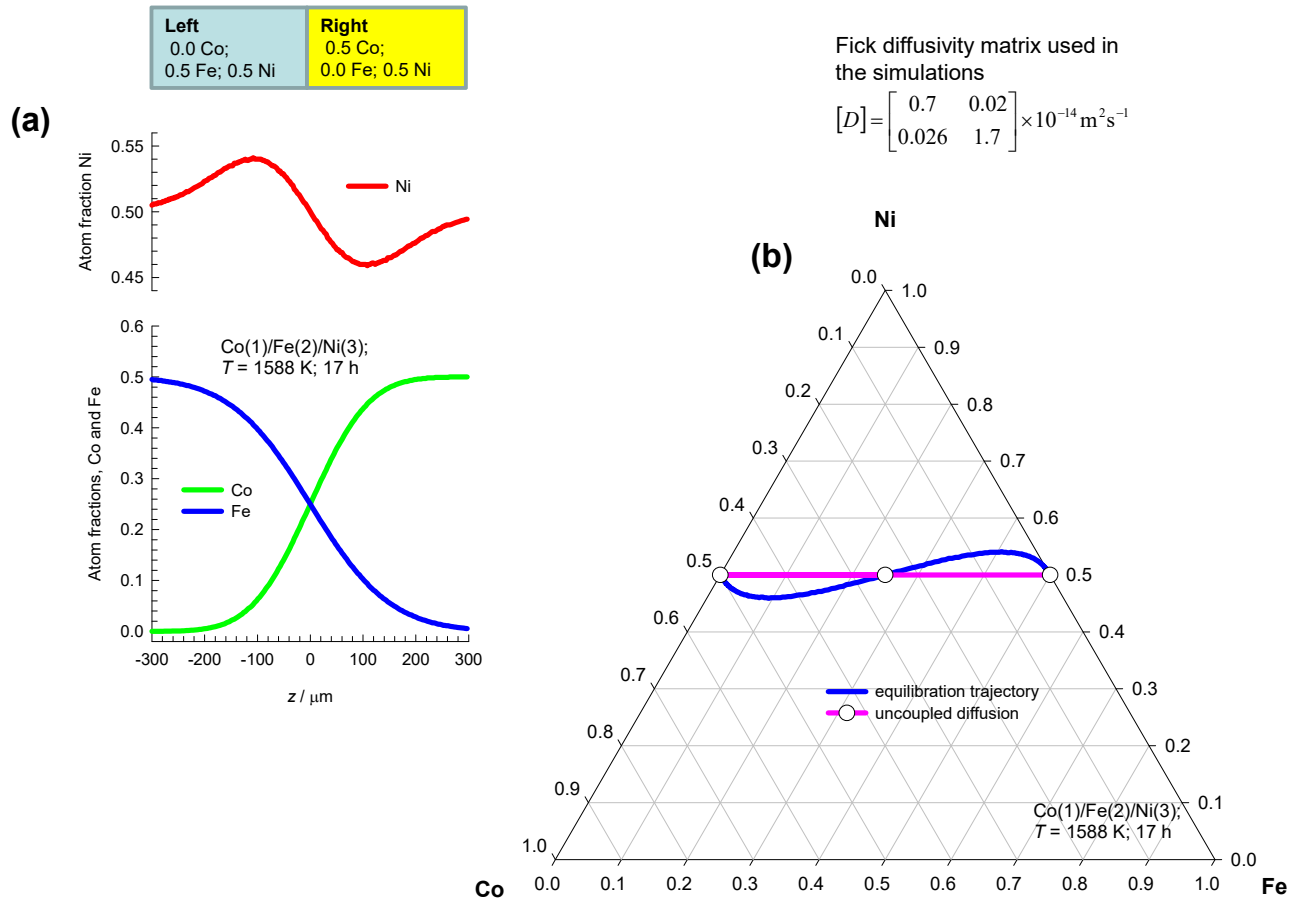 Left
0.0 Co;
0.5 Fe; 0.5 Ni
Right
0.5 Co;
0.0 Fe; 0.5 Ni
Fick diffusivity matrix used in
the simulations
[D]=[0.7 0.02
0.026 1.7]×10⁻¹⁴ m²s⁻¹
(a)
Atom fraction Ni
0.55
0.50
0.45
Ni
Atom fractions, Co and Fe
0.6
0.5
0.4
0.3
0.2
0.1
0.0
Co(1)/Fe(2)/Ni(3);
T = 1588 K; 17 h
Co
Fe
-300 -200 -100 0 100 200 300
z / μm
(b)
Ni
0.0 1.0
0.1 0.9
0.2 0.8
0.3 0.7
0.4 0.6
0.5 0.5
0.6 0.4
0.7 0.3
0.8 0.2
0.9 0.1
1.0 0.0
equilibration trajectory
uncoupled diffusion
Co(1)/Fe(2)/Ni(3);
T = 1588 K; 17 h
0.0 0.1 0.2 0.3 0.4 0.5 0.6 0.7 0.8 0.9 1.0
Co Fe